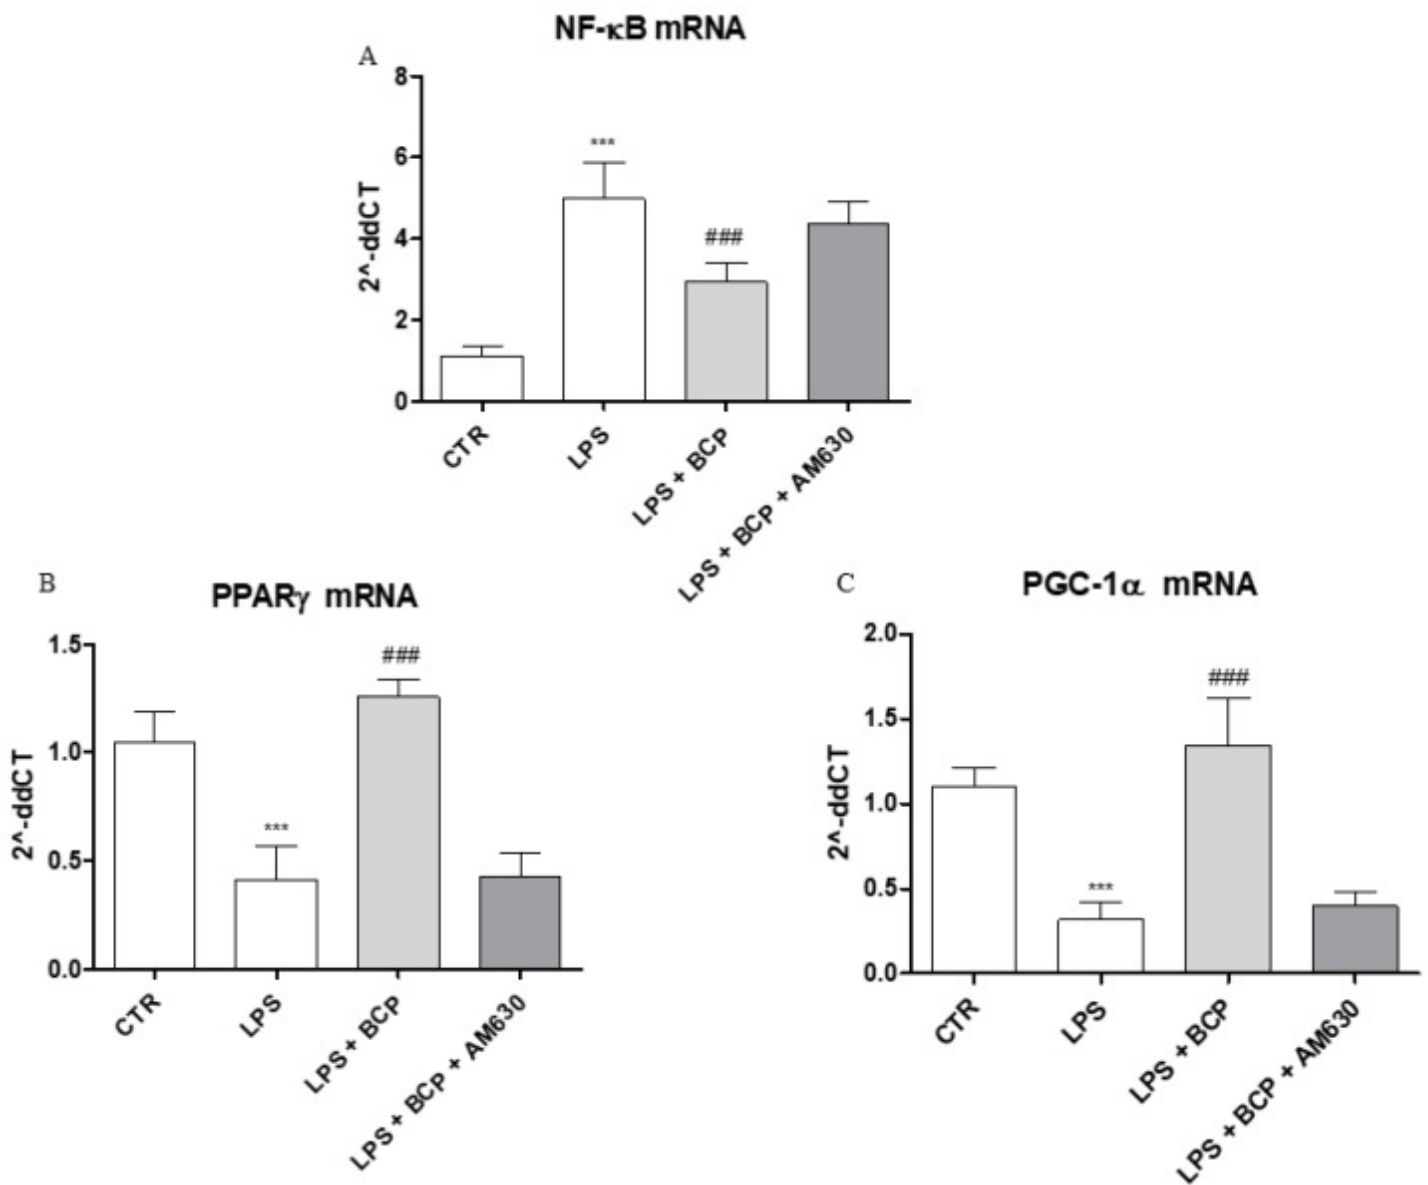 NF-κB mRNA
A
8
6
4
2
0
2^-ddCT
***
###
CTR
LPS
LPS + BCP
LPS + BCP + AM630
B
PPARγ mRNA
1.5
1.0
0.5
0.0
2^-ddCT
***
###
CTR
LPS
LPS + BCP
LPS + BCP + AM630
C
PGC-1α mRNA
2.0
1.5
1.0
0.5
0.0
2^-ddCT
***
###
CTR
LPS
LPS + BCP
LPS + BCP + AM630